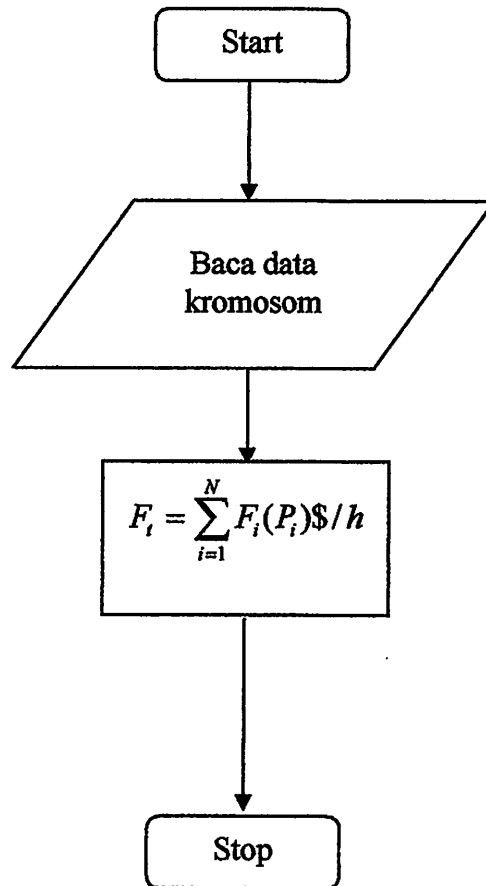 Start
Baca data
kromosom
$F_t = \sum_{i=1}^{N} F_i(P_i)\$/h$
Stop